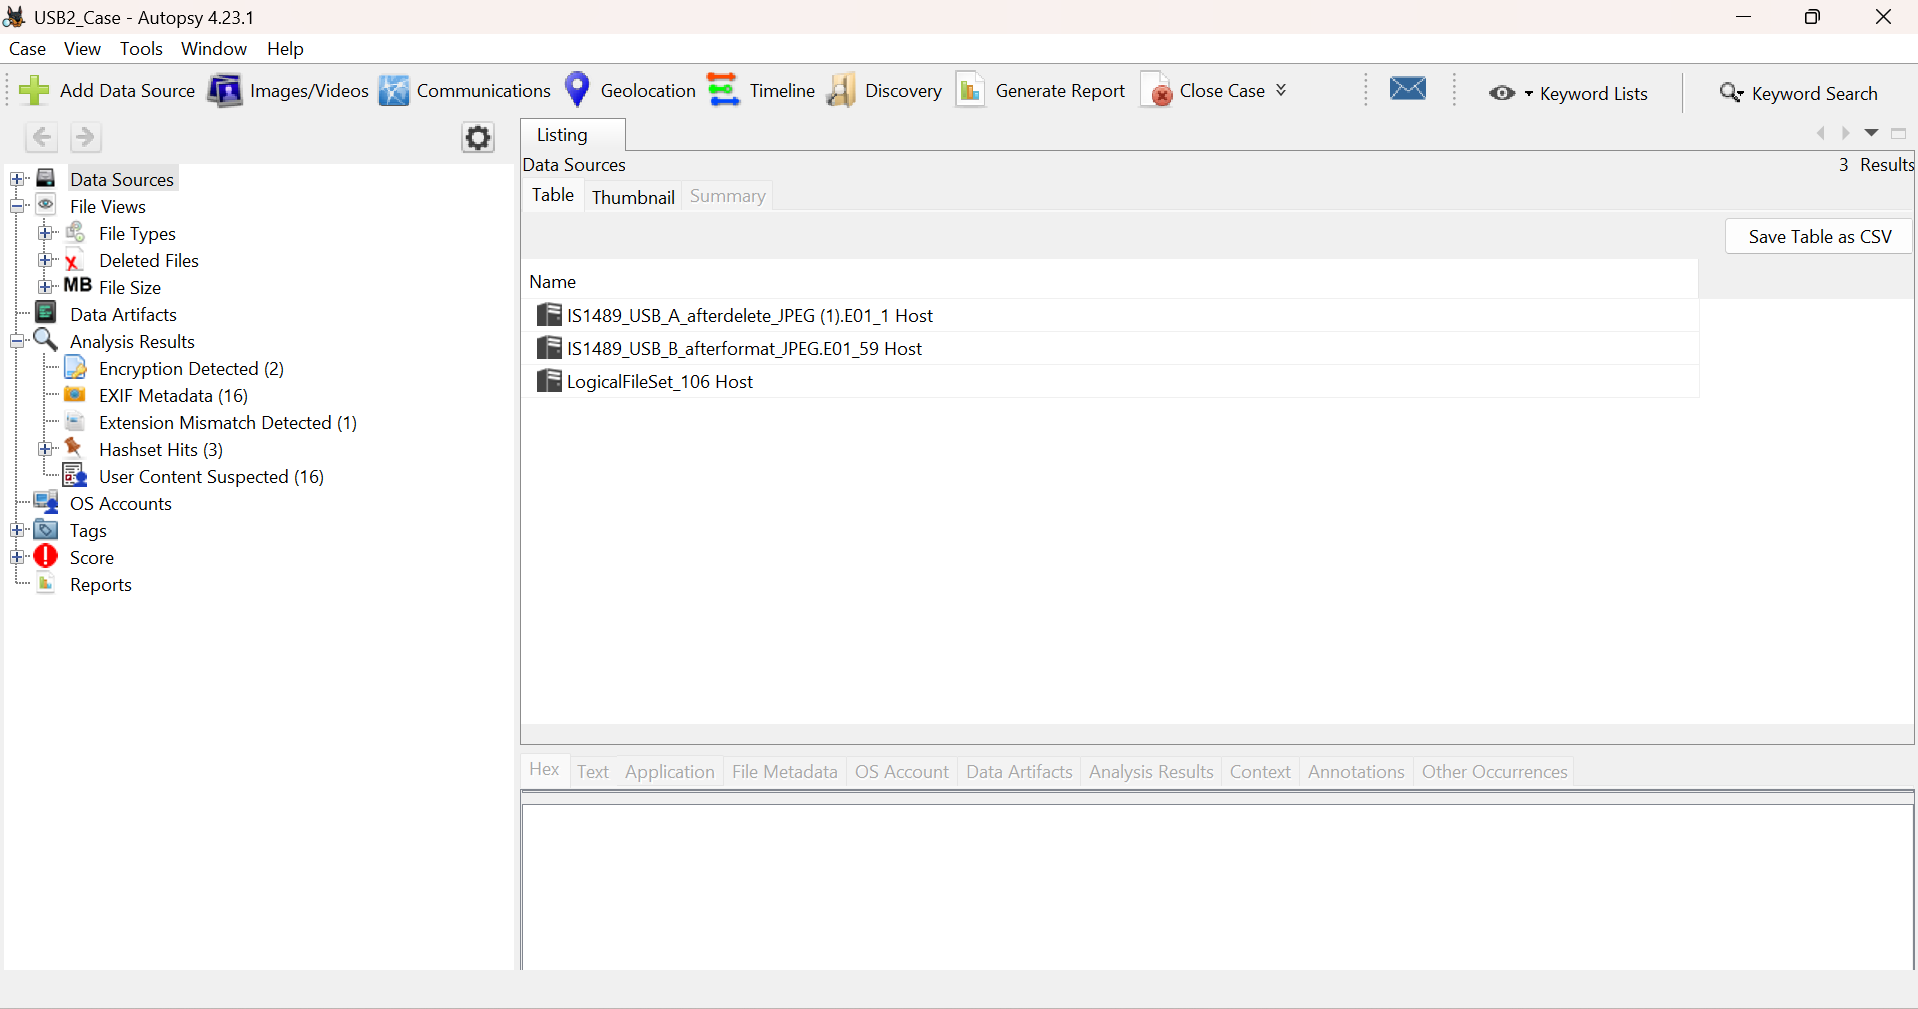 USB2_Case - Autopsy 4.23.1
Case View Tools Window Help
Add Data Source Images/Videos Communications Geolocation Timeline Discovery Generate Report Close Case Keyword Lists Keyword Search
Listing
Data Sources 3 Results
Table Thumbnail Summary
Save Table as CSV
Name
IS1489_USB_A_afterdelete_JPEG (1).E01_1 Host
IS1489_USB_B_afterformat_JPEG.E01_59 Host
LogicalFileSet_106 Host
Data Sources
File Views
File Types
Deleted Files
MB File Size
Data Artifacts
Analysis Results
Encryption Detected (2)
EXIF Metadata (16)
Extension Mismatch Detected (1)
Hashset Hits (3)
User Content Suspected (16)
OS Accounts
Tags
Score
Reports
Hex Text Application File Metadata OS Account Data Artifacts Analysis Results Context Annotations Other Occurrences